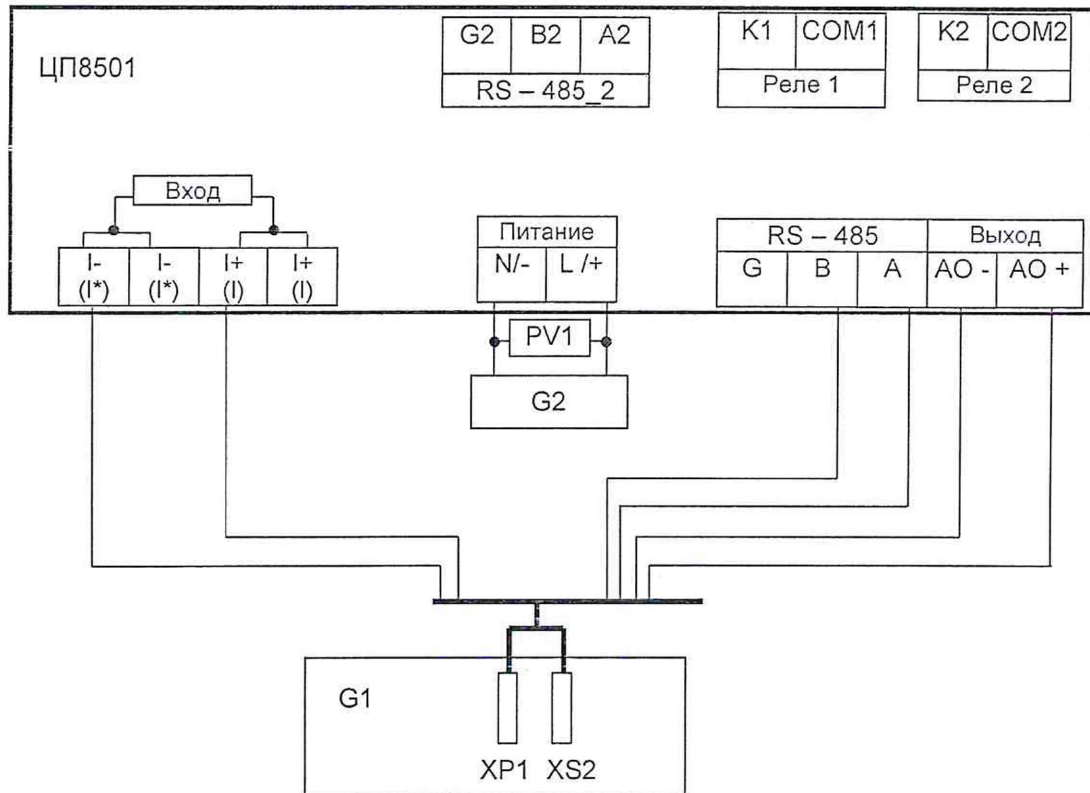 ЦП8501
G2 B2 A2
RS – 485_2
K1 COM1
Реле 1
K2 COM2
Реле 2
Вход
I- I- I+ I+
(I*) (I*) (I) (I)
Питание
N/- L /+
RS – 485 Выход
G B A AO - AO +
PV1
G2
G1
XP1 XS2